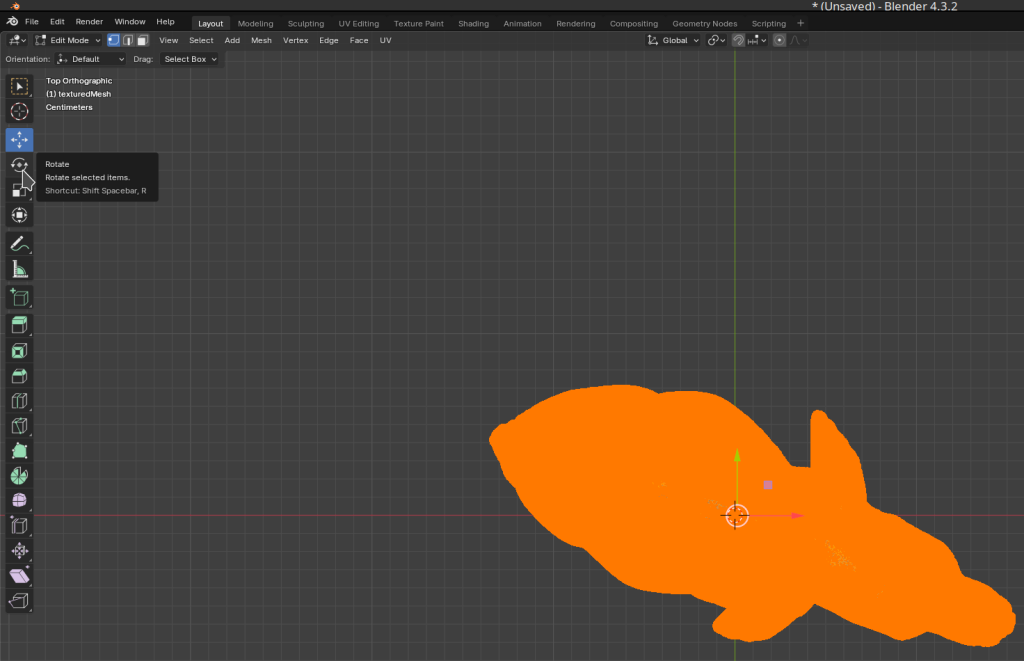 * (Unsaved) - Blender 4.3.2
File Edit Render Window Help Layout Modeling Sculpting UV Editing Texture Paint Shading Animation Rendering Compositing Geometry Nodes Scripting +
Edit Mode View Select Add Mesh Vertex Edge Face UV Global
Orientation: Default Drag: Select Box
Top Orthographic
(1) texturedMesh
Centimeters
Rotate
Rotate selected items.
Shortcut: Shift Spacebar, R